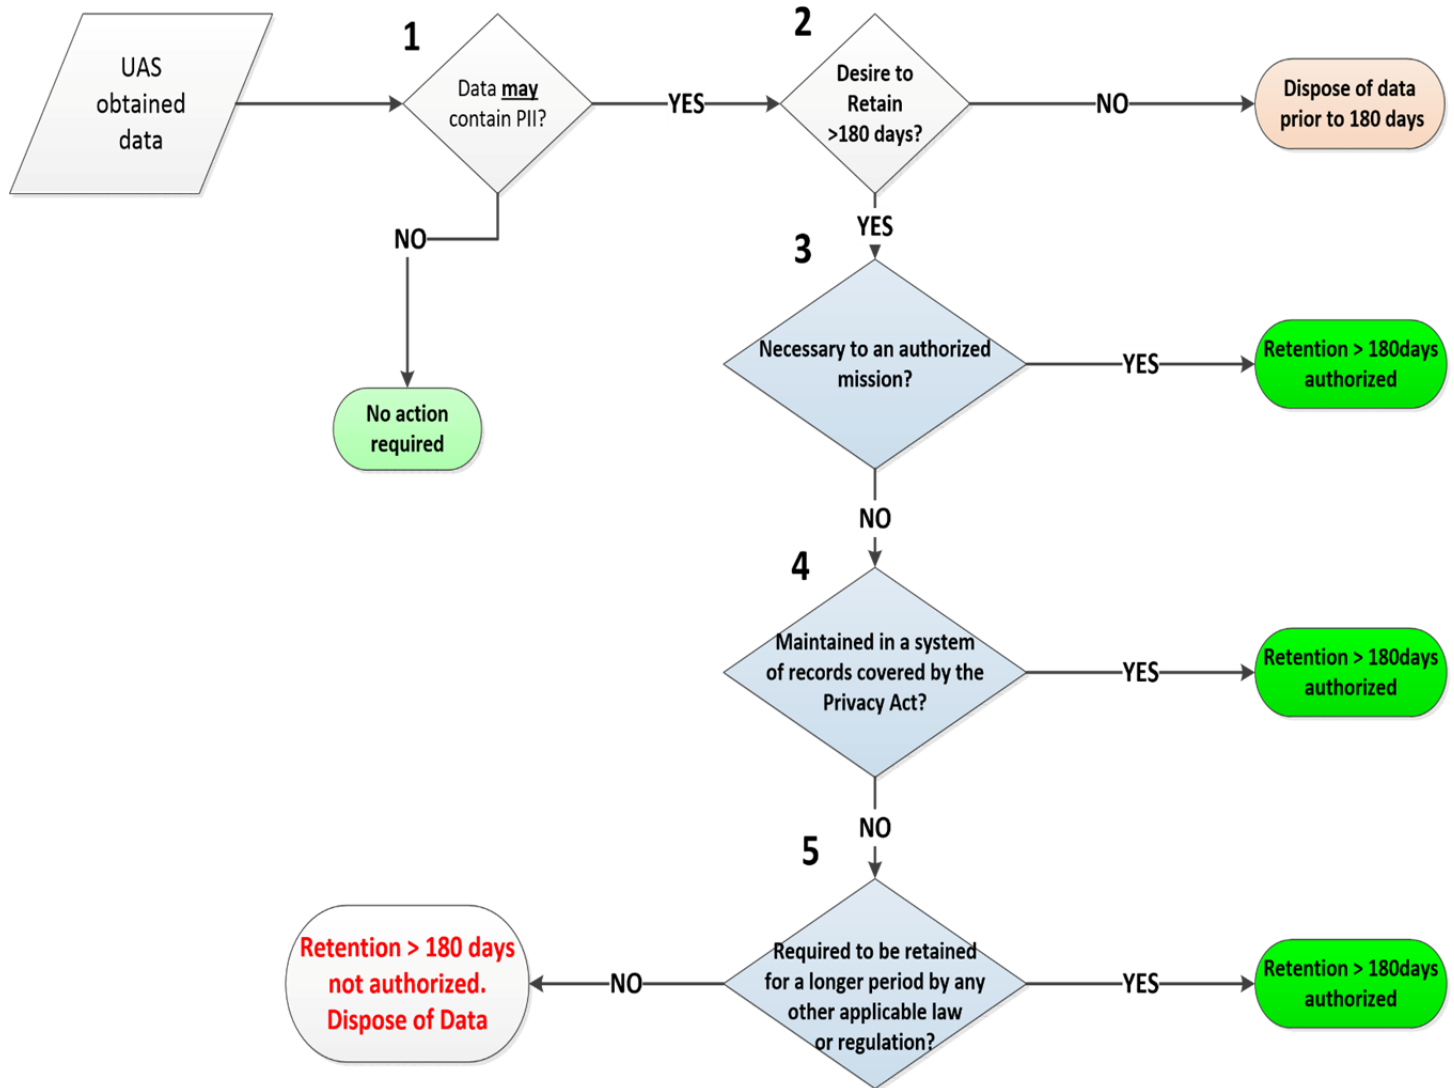 UAS
obtained
data
1
Data may
contain PII?
YES
2
Desire to
Retain
>180 days?
NO
Dispose of data
prior to 180 days
NO
No action
required
YES
3
Necessary to an authorized
mission?
YES
Retention > 180days
authorized
NO
4
Maintained in a system
of records covered by the
Privacy Act?
YES
Retention > 180days
authorized
NO
5
Required to be retained
for a longer period by any
other applicable law
or regulation?
YES
Retention > 180days
authorized
NO
Retention > 180 days
not authorized.
Dispose of Data